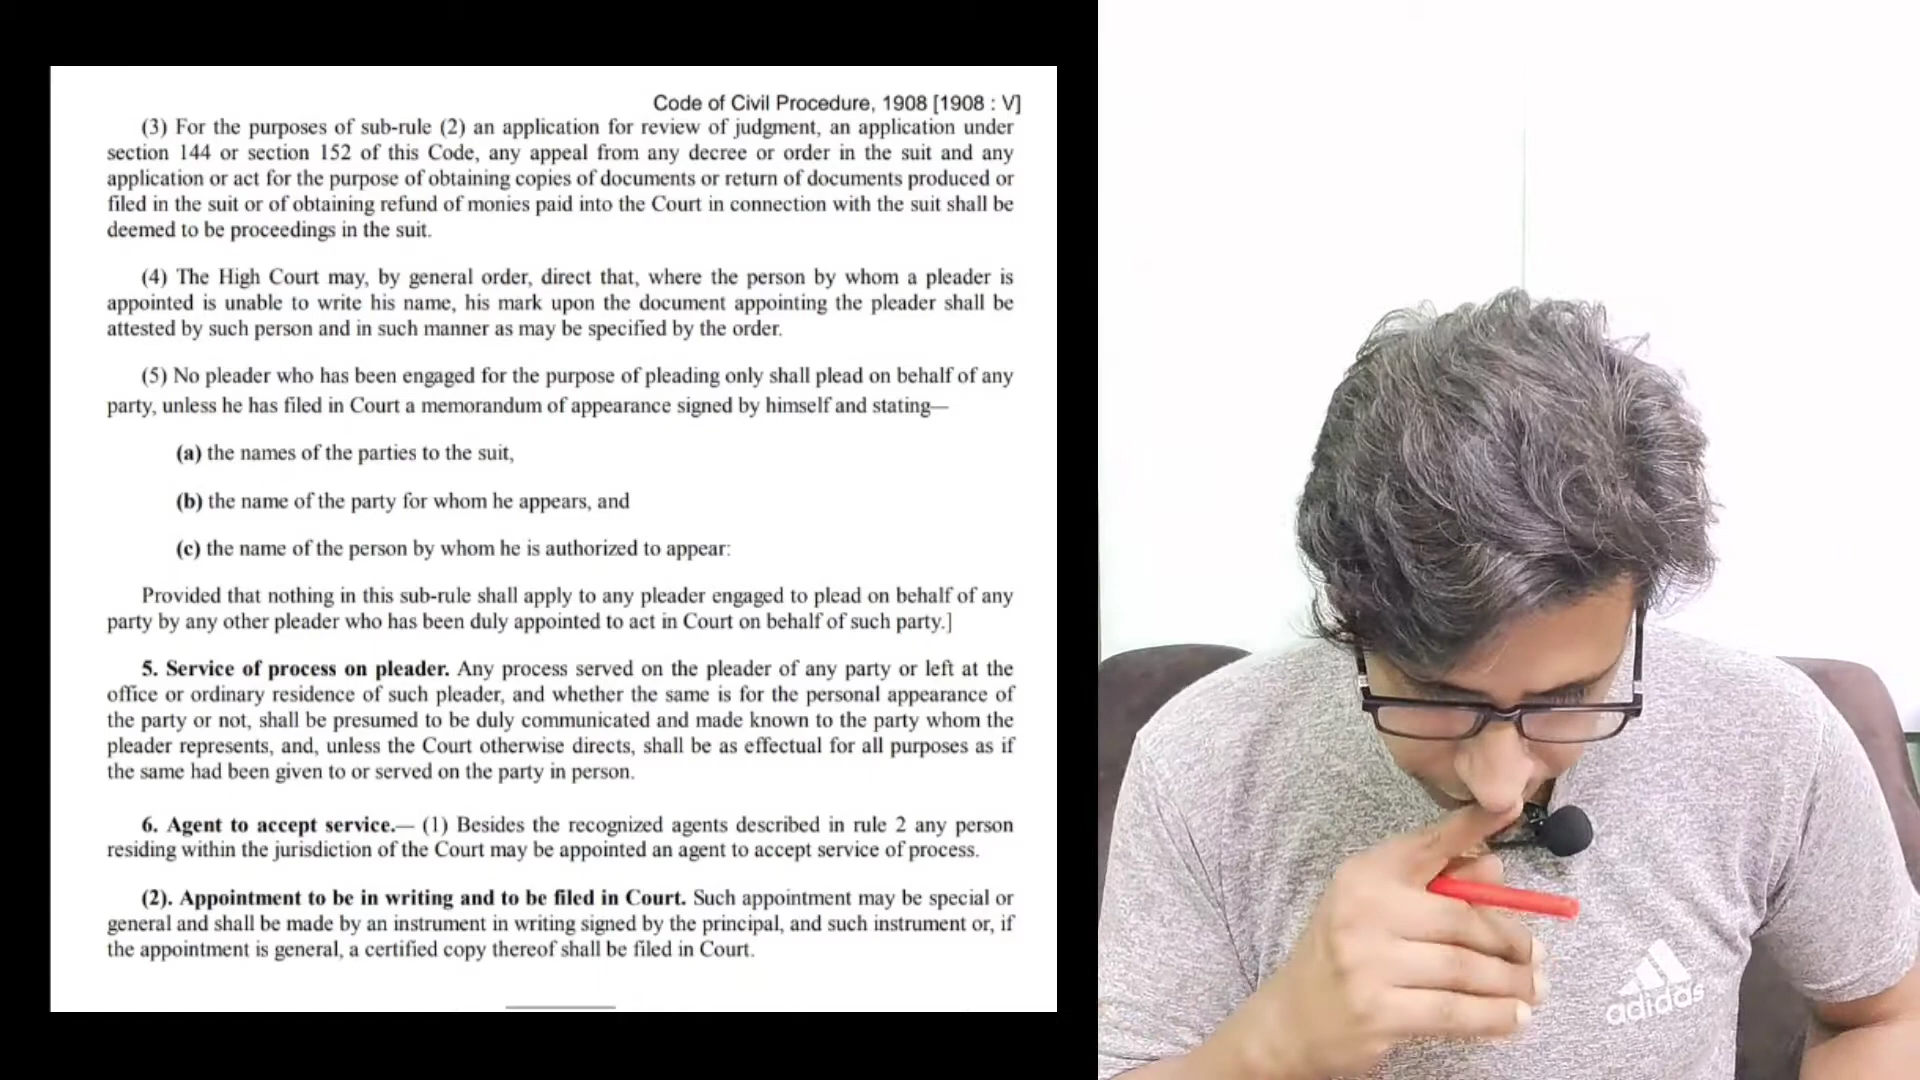 Code of Civil Procedure, 1908 [1908 : V]
(3) For the purposes of sub-rule (2) an application for review of judgment, an application under
section 144 or section 152 of this Code, any appeal from any decree or order in the suit and any
application or act for the purpose of obtaining copies of documents or return of documents produced or
filed in the suit or of obtaining refund of monies paid into the Court in connection with the suit shall be
deemed to be proceedings in the suit.
(4) The High Court may, by general order, direct that, where the person by whom a pleader is
appointed is unable to write his name, his mark upon the document appointing the pleader shall be
attested by such person and in such manner as may be specified by the order.
(5) No pleader who has been engaged for the purpose of pleading only shall plead on behalf of any
party, unless he has filed in Court a memorandum of appearance signed by himself and stating—
(a) the names of the parties to the suit,
(b) the name of the party for whom he appears, and
(c) the name of the person by whom he is authorized to appear:
Provided that nothing in this sub-rule shall apply to any pleader engaged to plead on behalf of any
party by any other pleader who has been duly appointed to act in Court on behalf of such party.]
5. Service of process on pleader. Any process served on the pleader of any party or left at the
office or ordinary residence of such pleader, and whether the same is for the personal appearance of
the party or not, shall be presumed to be duly communicated and made known to the party whom the
pleader represents, and, unless the Court otherwise directs, shall be as effectual for all purposes as if
the same had been given to or served on the party in person.
6. Agent to accept service.— (1) Besides the recognized agents described in rule 2 any person
residing within the jurisdiction of the Court may be appointed an agent to accept service of process.
(2). Appointment to be in writing and to be filed in Court. Such appointment may be special or
general and shall be made by an instrument in writing signed by the principal, and such instrument or, if
the appointment is general, a certified copy thereof shall be filed in Court.
adidas